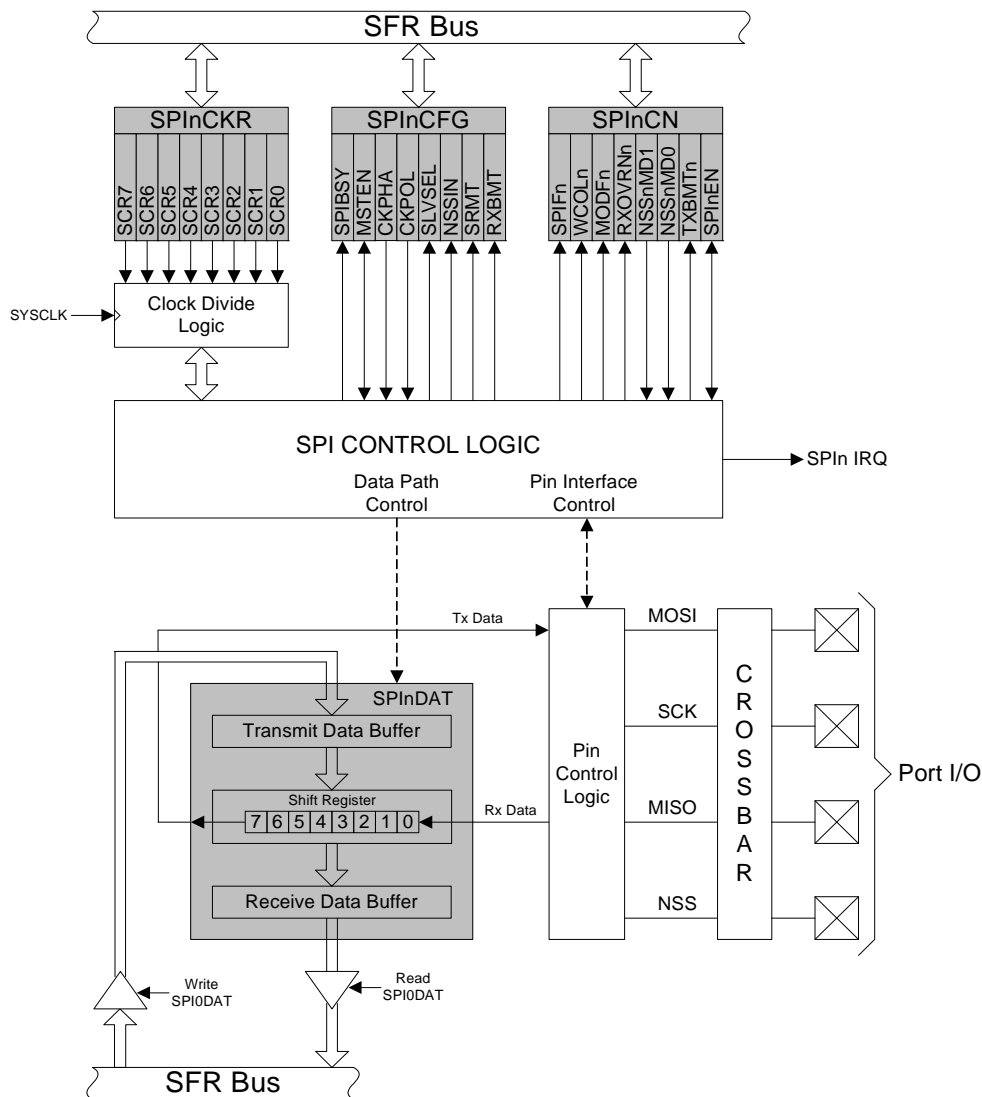 SFR Bus
SPInCKR
SPInCFG
SPInCN
SCR7
SCR6
SCR5
SCR4
SCR3
SCR2
SCR1
SCR0
SPIBSY
MSTEN
CKPHA
CKPOL
SLVSEL
NSSIN
SRMT
RXBMT
SPIFn
WCOLn
MODFn
RXOVRNn
NSSnMD1
NSSnMD0
TXBMTn
SPInEN
SYSCLK
Clock Divide
Logic
SPI CONTROL LOGIC
SPIn IRQ
Data Path
Control
Pin Interface
Control
Tx Data
MOSI
SPInDAT
Transmit Data Buffer
SCK
Shift Register
7 6 5 4 3 2 1 0
Rx Data
Pin
Control
Logic
MISO
CROSSBAR
Port I/O
Receive Data Buffer
NSS
Write
SPI0DAT
Read
SPI0DAT
SFR Bus